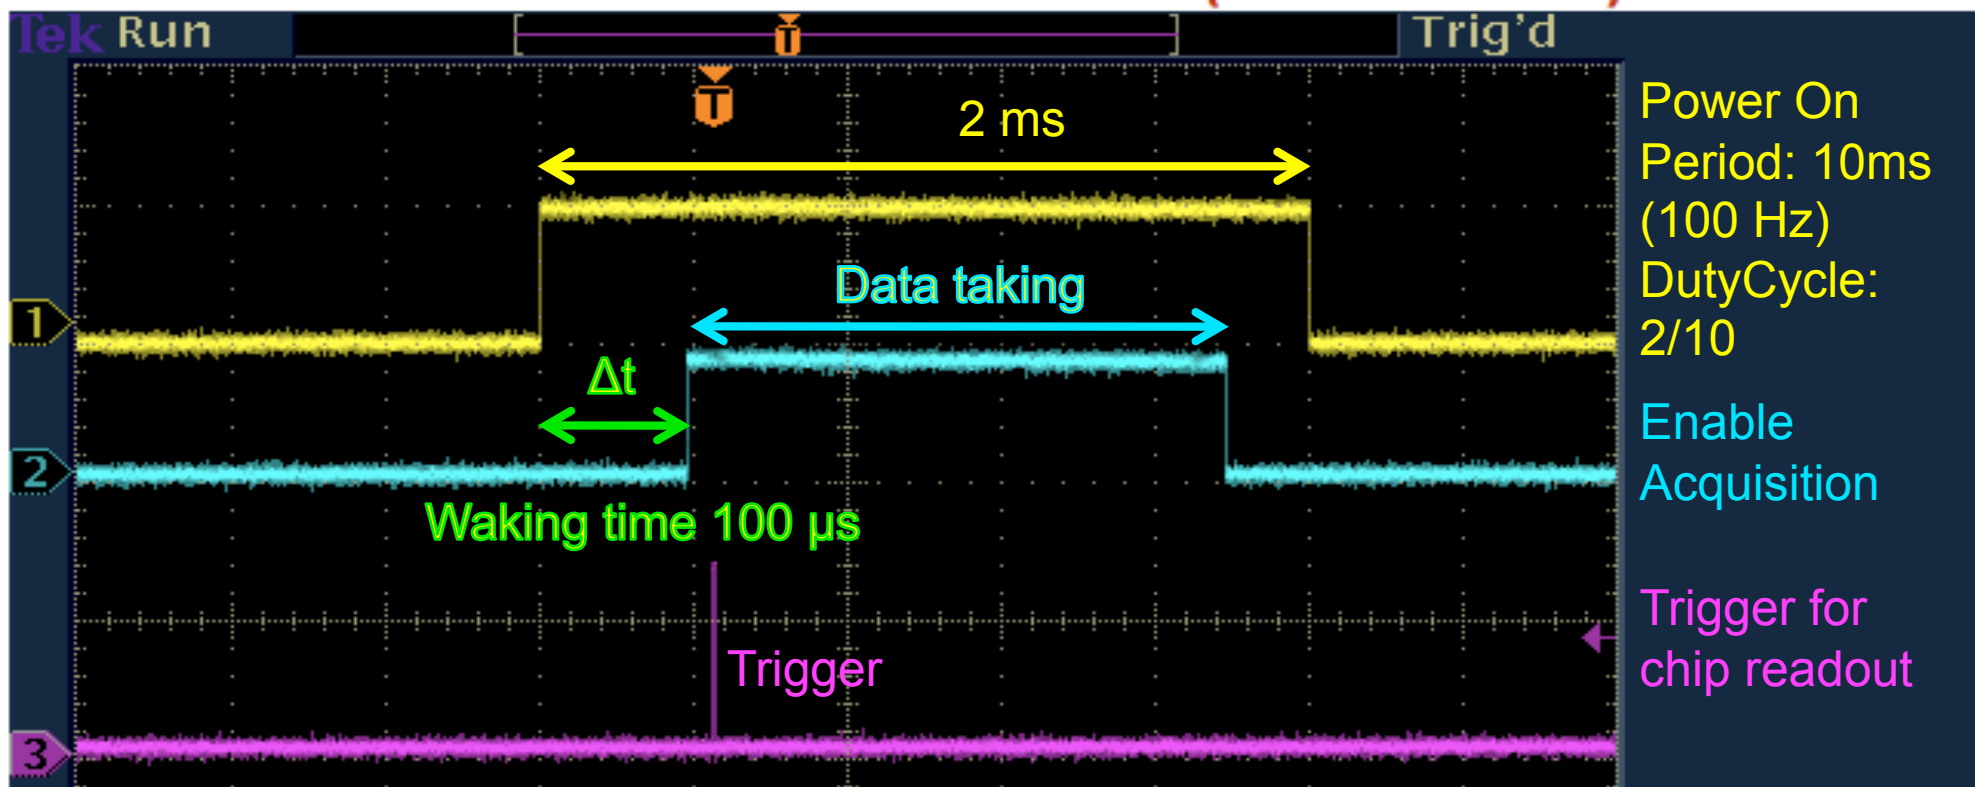 Tek Run
Trig'd
T
T
2 ms
Power On
Period: 10ms
(100 Hz)
DutyCycle:
2/10
Data taking
1
Δt
Enable
Acquisition
2
Waking time 100 µs
Trigger for
chip readout
Trigger
3